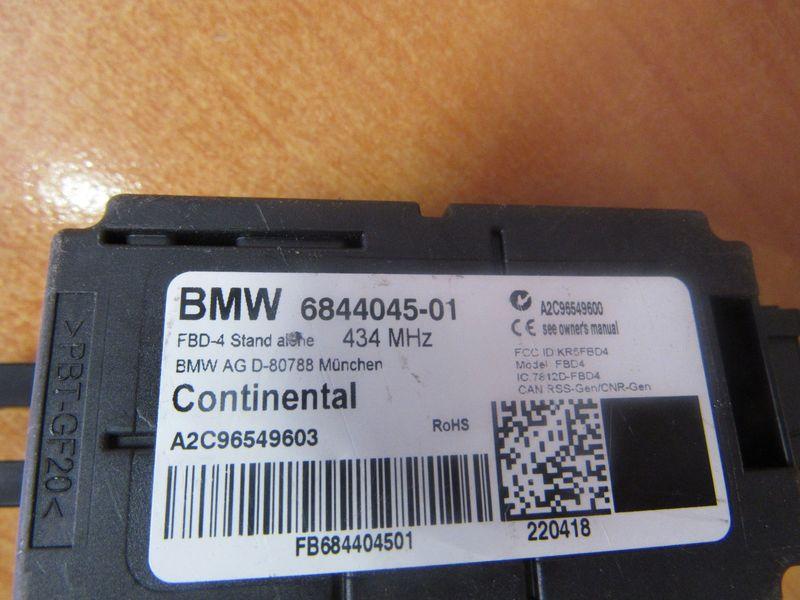 BMW 6844045-01
FBD-4 Stand alone 434 MHz
BMW AG D-80788 München
Continental
A2C96549603
RoHS
FB684404501
A2C96549600
CE see owner's manual
FCC ID:KR5FBD4
Model: FBD4
IC:7812D-FBD4
CAN RSS-Gen/CNR-Gen
220418
>PBT-GF20<